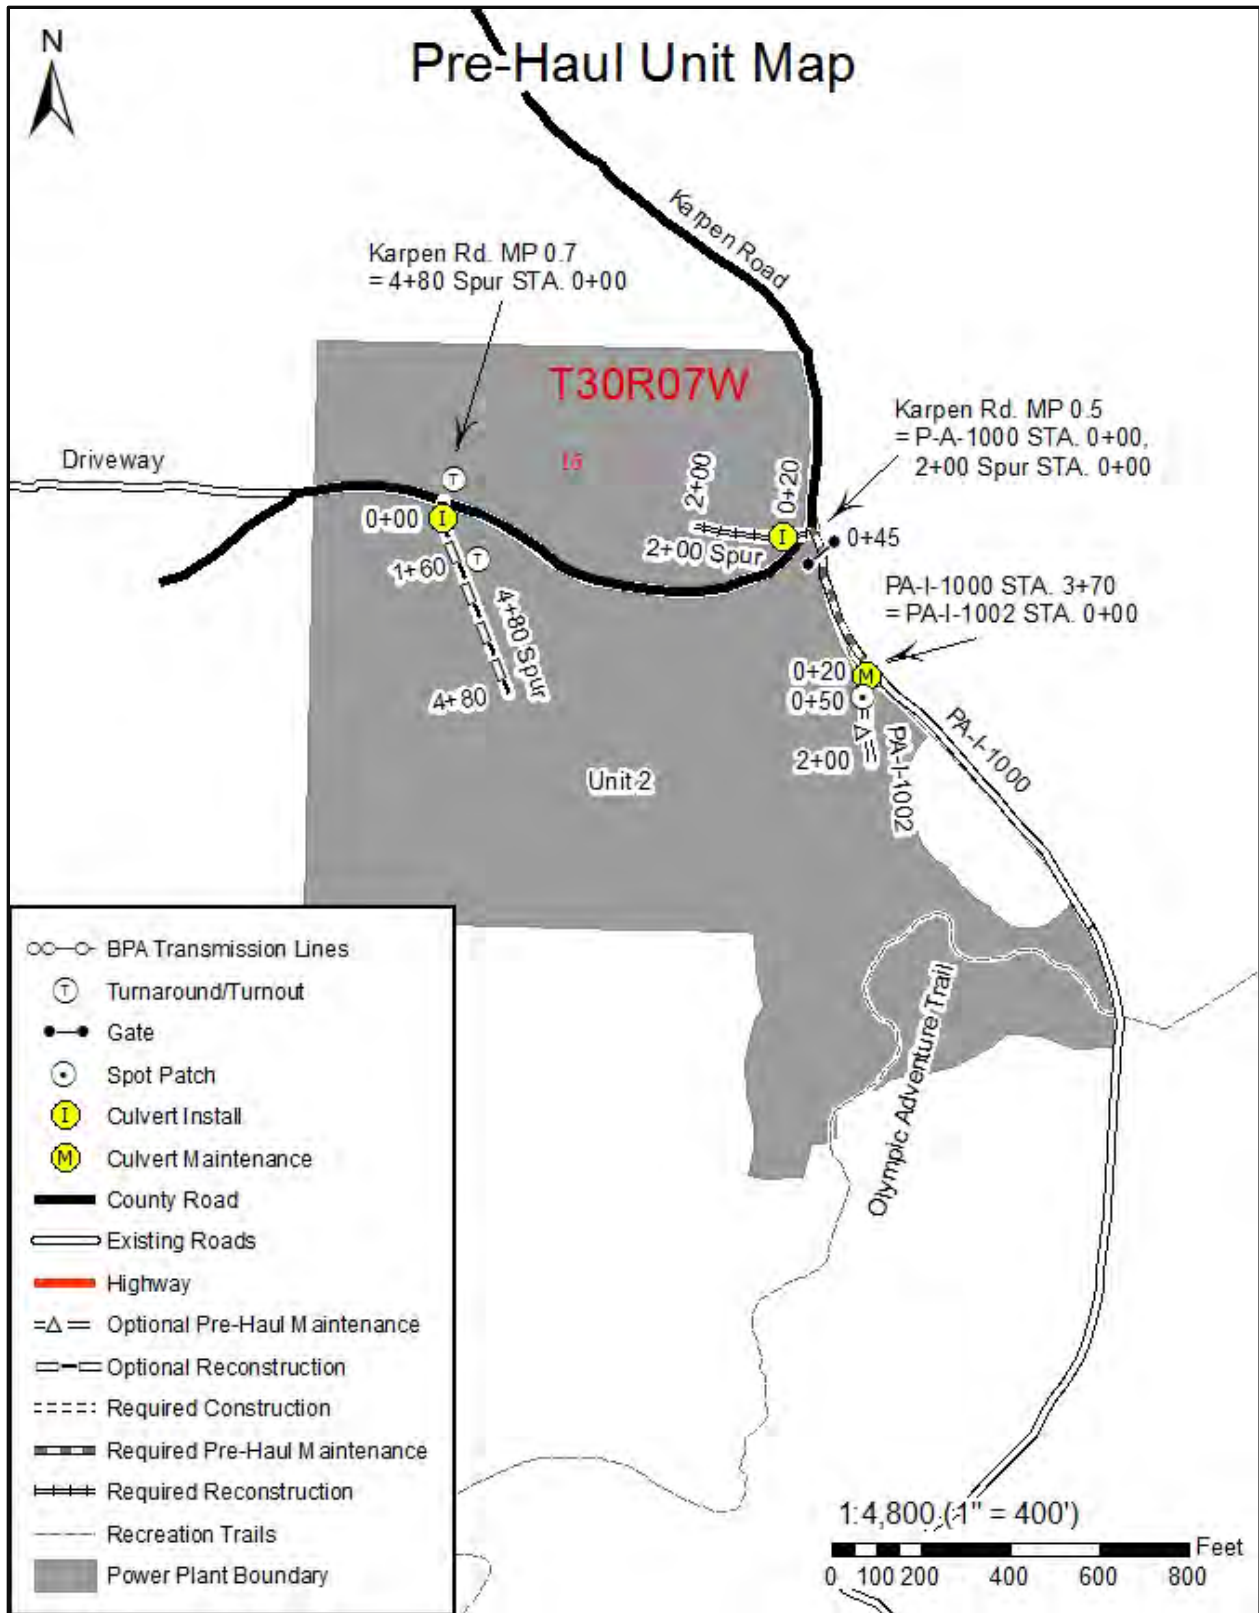 N
Pre-Haul Unit Map
Karpen Road
Karpen Rd. MP 0.7
= 4+80 Spur STA. 0+00
T30R07W
Karpen Rd. MP 0.5
= P-A-1000 STA. 0+00,
2+00 Spur STA. 0+00
Driveway
T
16
2+00
0+20
0+00
I
I
2+00 Spur
0+45
1+60
T
4+80 Spur
4+80
PA-I-1000 STA. 3+70
= PA-I-1002 STA. 0+00
0+20
M
0+50
2+00
PA-I-1002
PA-I-1000
Unit 2
Olympic Adventure Trail
BPA Transmission Lines
T Turnaround/Turnout
Gate
Spot Patch
I Culvert Install
M Culvert Maintenance
County Road
Existing Roads
Highway
Optional Pre-Haul Maintenance
Optional Reconstruction
Required Construction
Required Pre-Haul Maintenance
Required Reconstruction
Recreation Trails
Power Plant Boundary
1:4,800 (1" = 400')
Feet
0 100 200 400 600 800